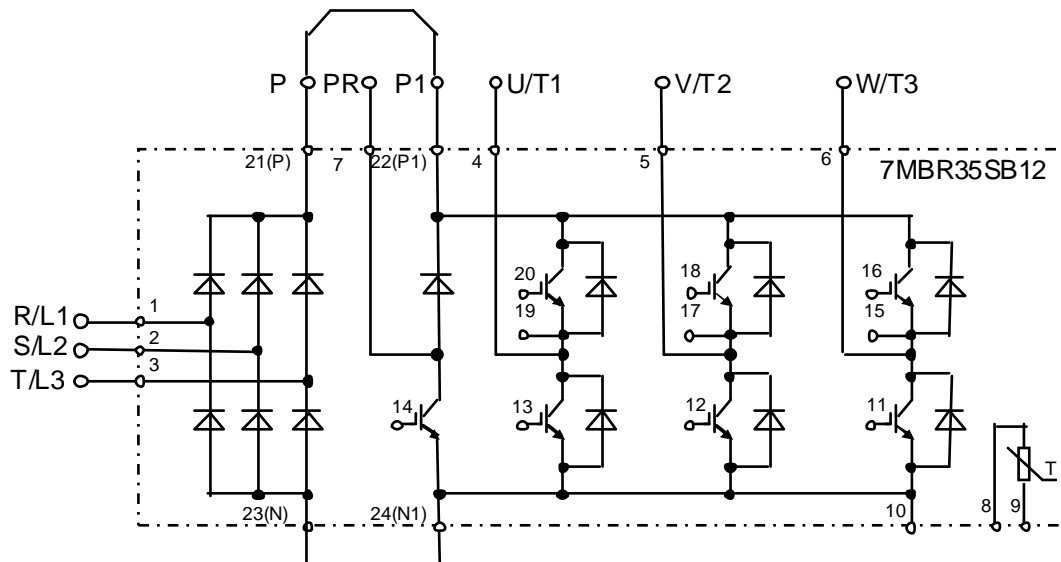 P PR P1 U/T1 V/T2 W/T3
21(P) 7 22(P1) 4 5 6
7MBR35SB12
20 18 16
19 17 15
R/L1 1
S/L2 2
T/L3 3
14 13 12 11
T
23(N) 24(N1) 10 8 9